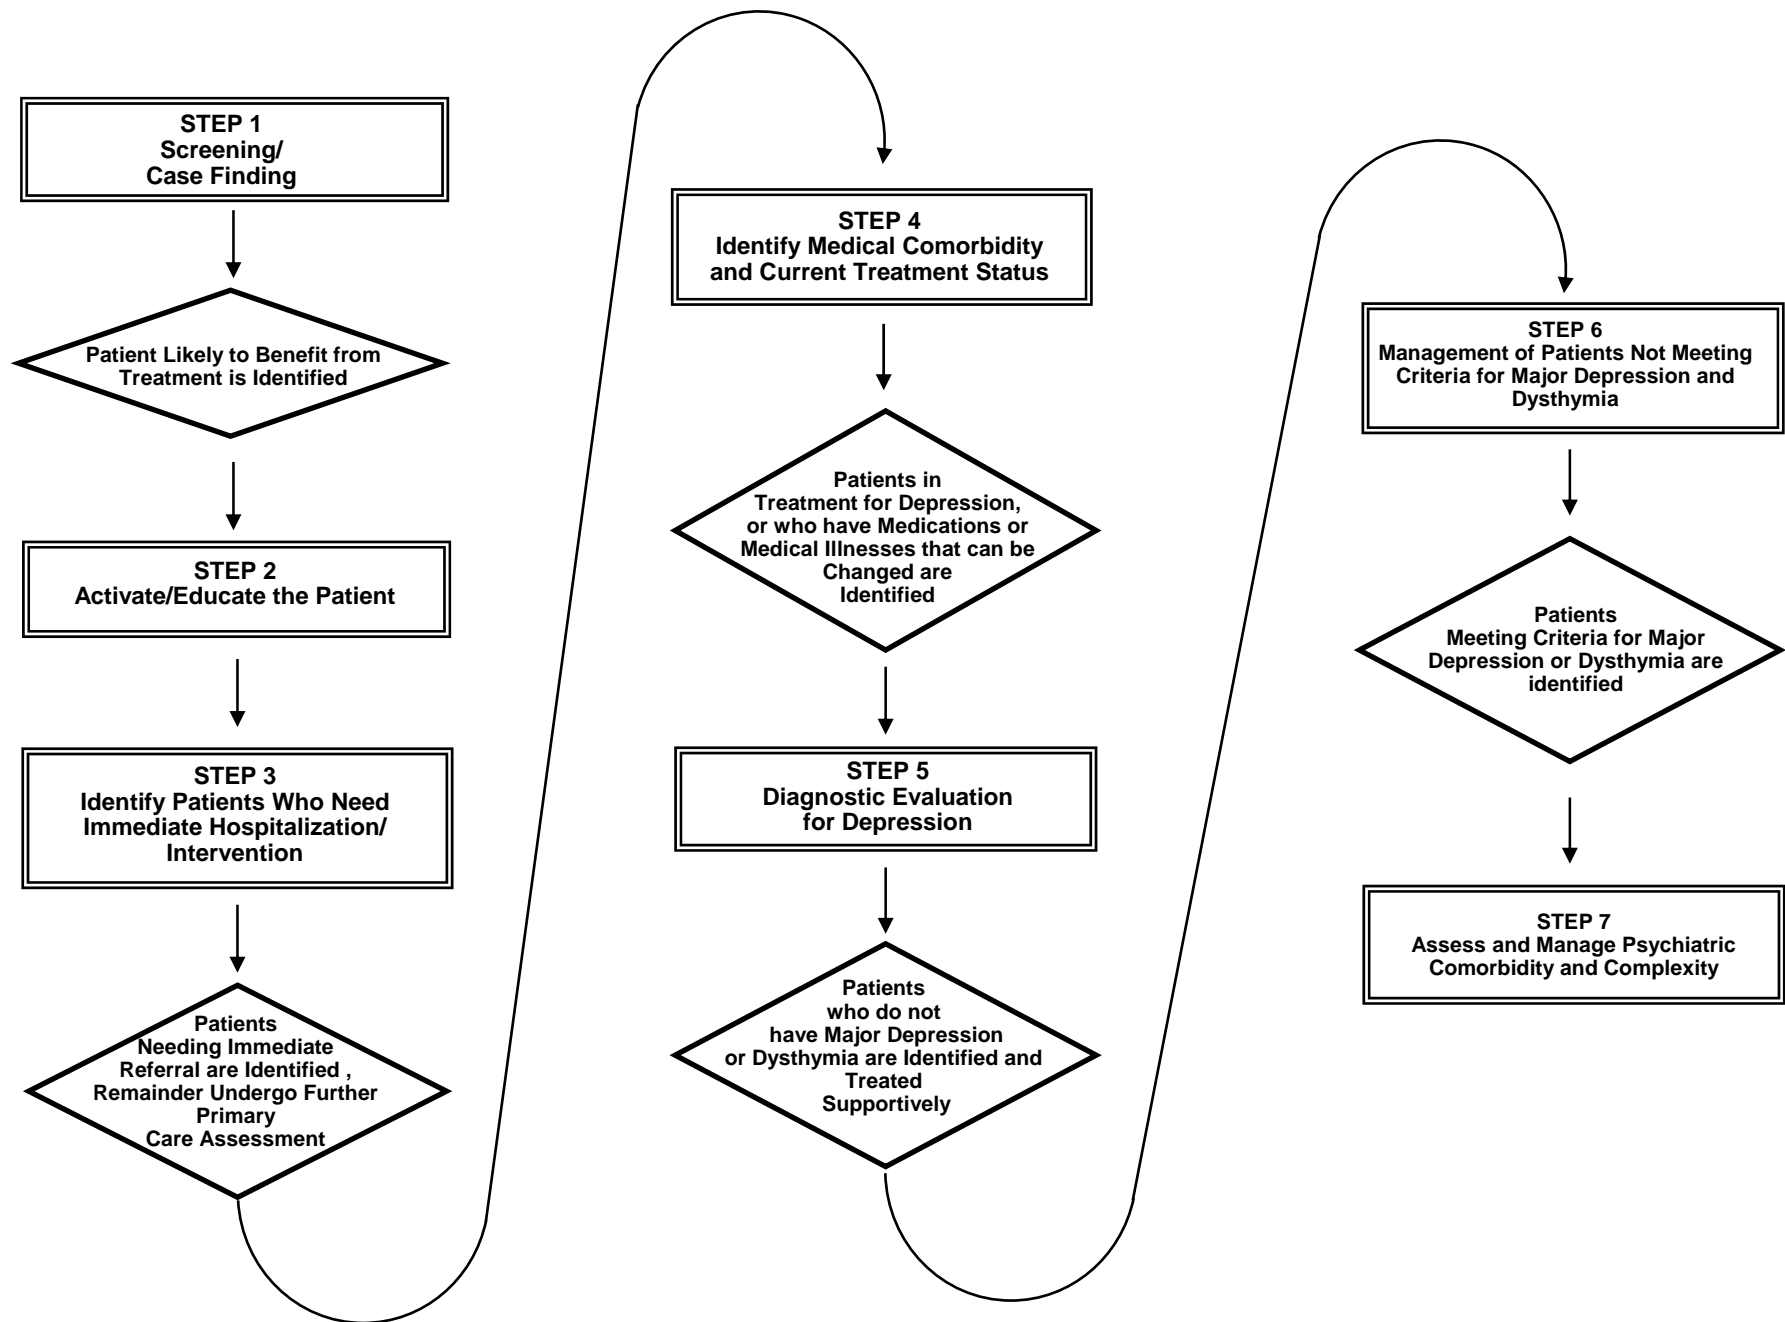 STEP 1
Screening/
Case Finding
Patient Likely to Benefit from
Treatment is Identified
STEP 2
Activate/Educate the Patient
STEP 3
Identify Patients Who Need
Immediate Hospitalization/
Intervention
Patients
Needing Immediate
Referral are Identified ,
Remainder Undergo Further
Primary
Care Assessment
STEP 4
Identify Medical Comorbidity
and Current Treatment Status
Patients in
Treatment for Depression,
or who have Medications or
Medical Illnesses that can be
Changed are
Identified
STEP 5
Diagnostic Evaluation
for Depression
Patients
who do not
have Major Depression
or Dysthymia are Identified and
Treated
Supportively
STEP 6
Management of Patients Not Meeting
Criteria for Major Depression and
Dysthymia
Patients
Meeting Criteria for Major
Depression or Dysthymia are
identified
STEP 7
Assess and Manage Psychiatric
Comorbidity and Complexity